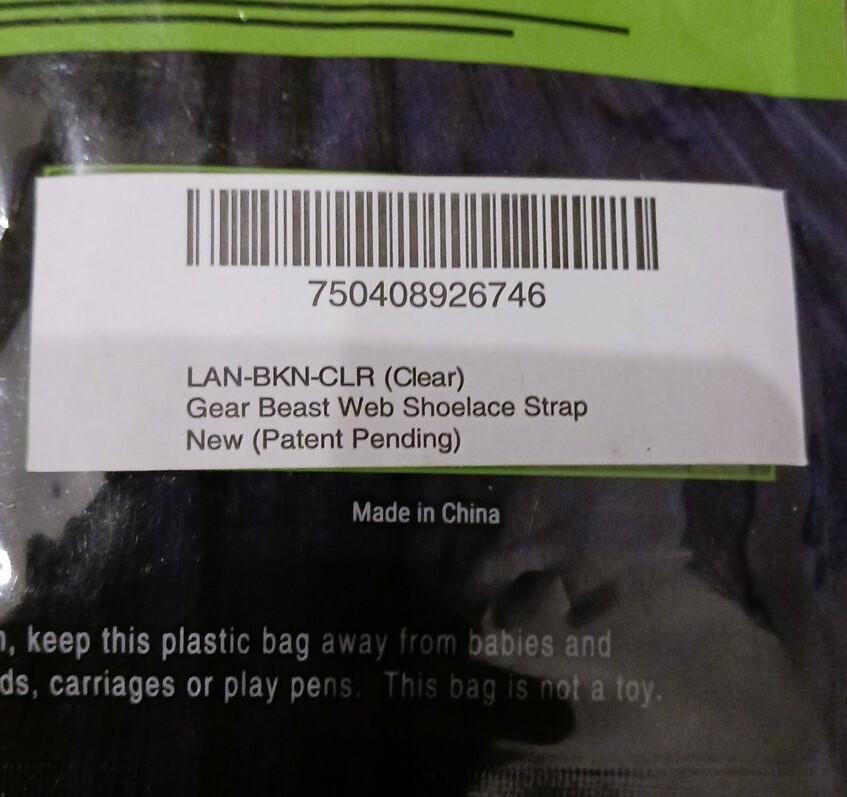 750408926746
LAN-BKN-CLR (Clear)
Gear Beast Web Shoelace Strap
New (Patent Pending)
Made in China
, keep this plastic bag away from babies and
ds, carriages or play pens. This bag is not a toy.